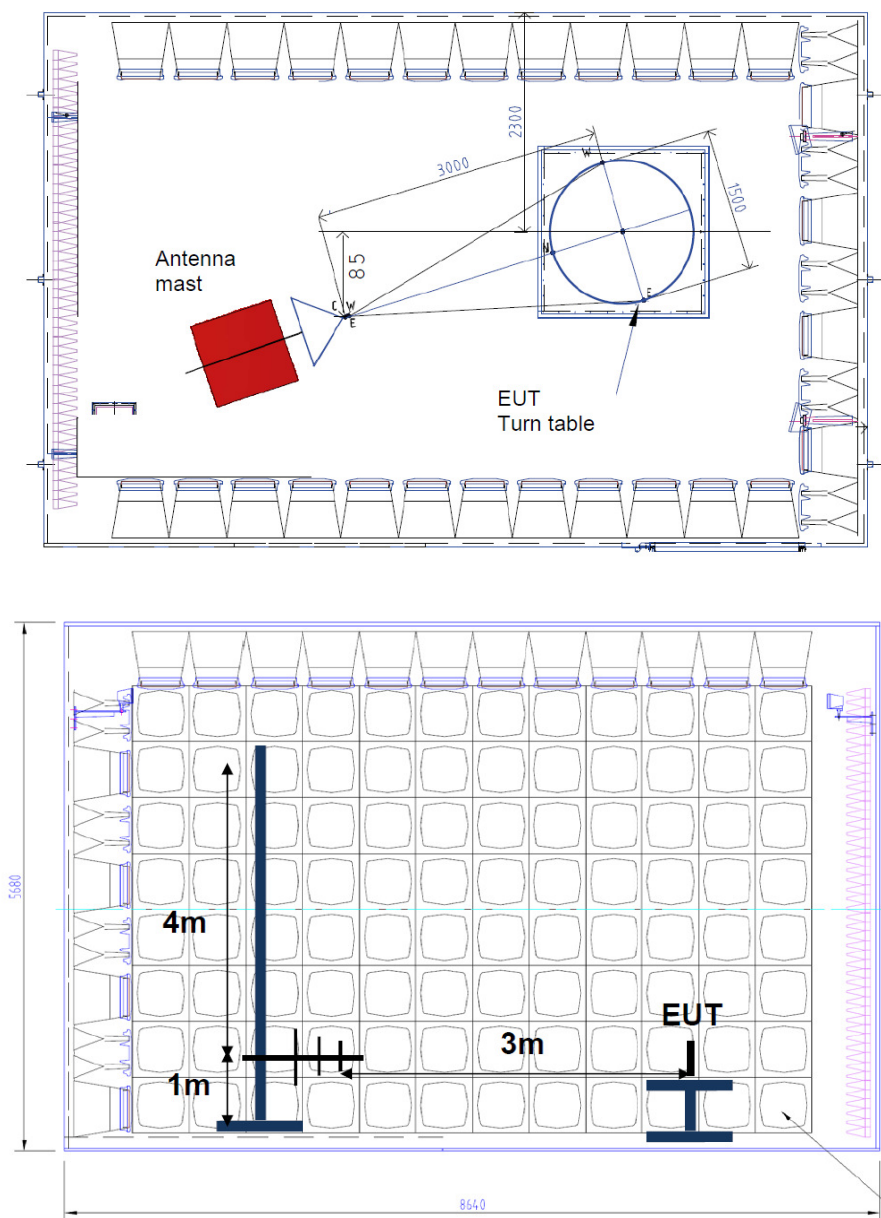 2300
W
3000
1500
N
Antenna
mast
85
C W
E
E
EUT
Turn table
5680
4m
EUT
3m
1m
8640